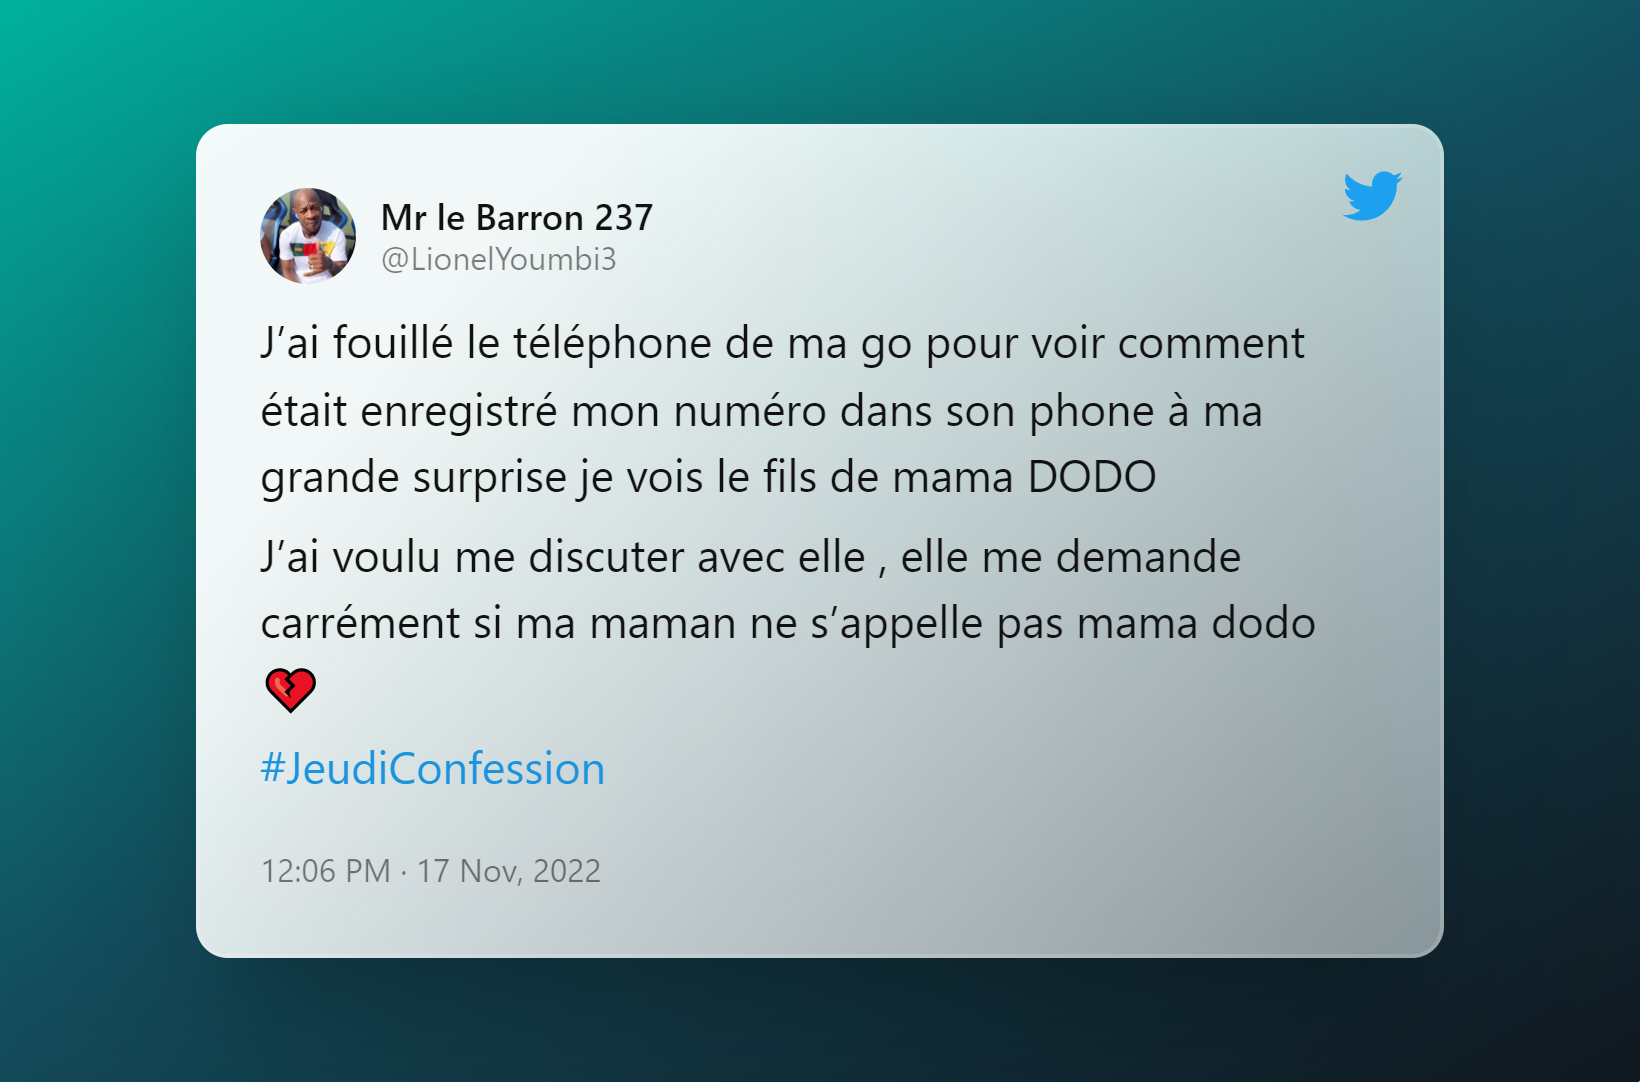 Mr le Barron 237
@LionelYoumbi3
J’ai fouillé le téléphone de ma go pour voir comment
était enregistré mon numéro dans son phone à ma
grande surprise je vois le fils de mama DODO
J’ai voulu me discuter avec elle , elle me demande
carrément si ma maman ne s’appelle pas mama dodo
💔
#JeudiConfession
12:06 PM · 17 Nov, 2022